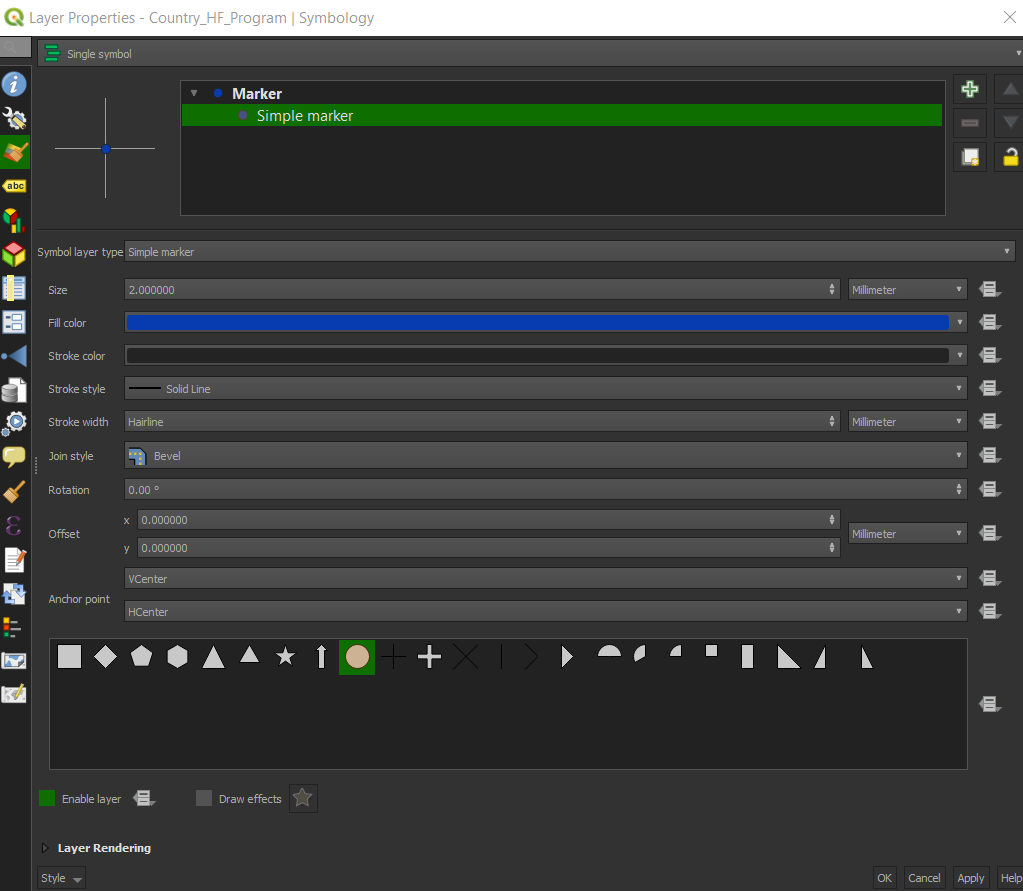 Layer Properties - Country_HF_Program | Symbology
Single symbol
Marker
Simple marker
abc
Symbol layer type Simple marker
Size 2.000000 Millimeter
Fill color
Stroke color
Stroke style Solid Line
Stroke width Hairline Millimeter
Join style Bevel
Rotation 0.00 °
Offset x 0.000000 Millimeter
y 0.000000
Anchor point VCenter
HCenter
Enable layer Draw effects
Layer Rendering
Style OK Cancel Apply Help